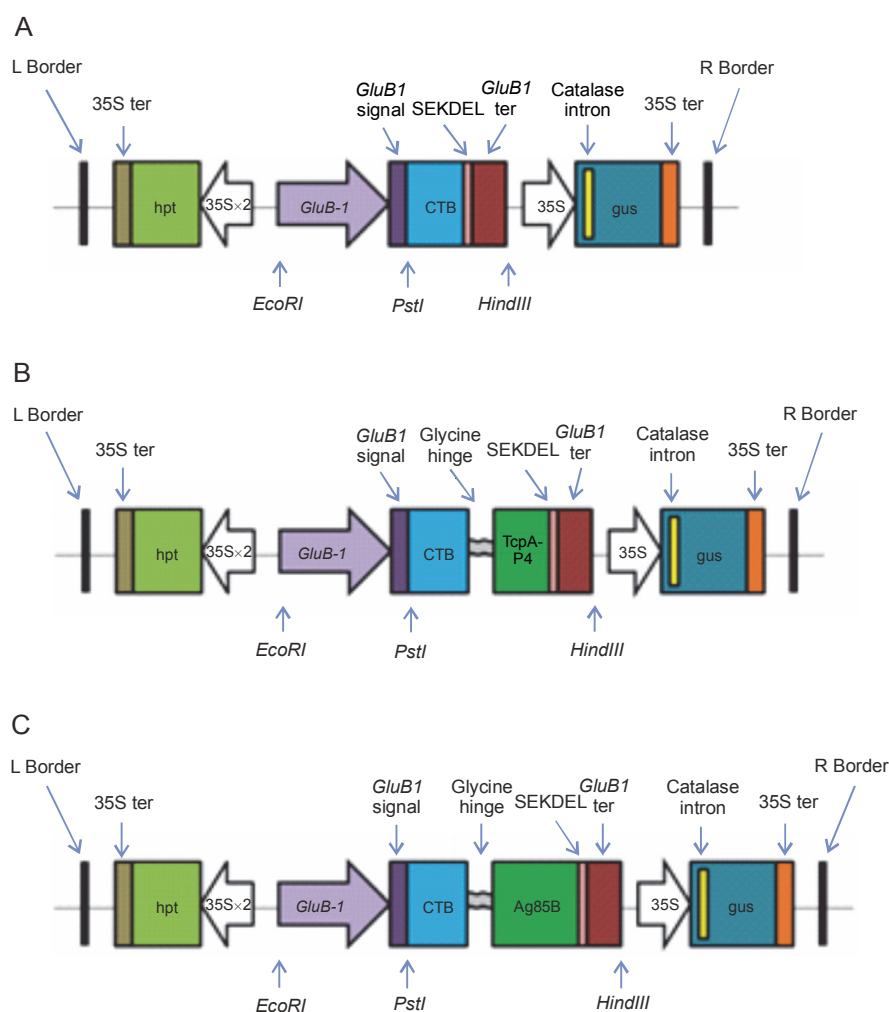 A
L Border
35S ter
GluB1
signal
SEKDEL
GluB1
ter
Catalase
intron
35S ter
R Border
hpt
35S×2
GluB-1
CTB
35S
gus
EcoRI
PstI
HindIII
B
L Border
35S ter
GluB1
signal
Glycine
hinge
SEKDEL
GluB1
ter
Catalase
intron
35S ter
R Border
hpt
35S×2
GluB-1
CTB
TcpA-
P4
35S
gus
EcoRI
PstI
HindIII
C
L Border
35S ter
GluB1
signal
Glycine
hinge
SEKDEL
GluB1
ter
Catalase
intron
35S ter
R Border
hpt
35S×2
GluB-1
CTB
Ag85B
35S
gus
EcoRI
PstI
HindIII